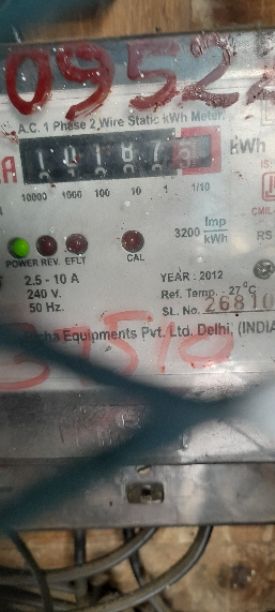 09522
A.C. 1 Phase 2 Wire Static kWh Meter
kWh
10000 1000 100 10 1 1/10
3200 Imp/kWh
POWER REV. EFLT CAL
RS
2.5 - 10 A
YEAR : 2012
240 V.
Ref. Temp. - 27°C
50 Hz.
SL. No. 26810
Equipments Pvt. Ltd. Delhi, (INDIA